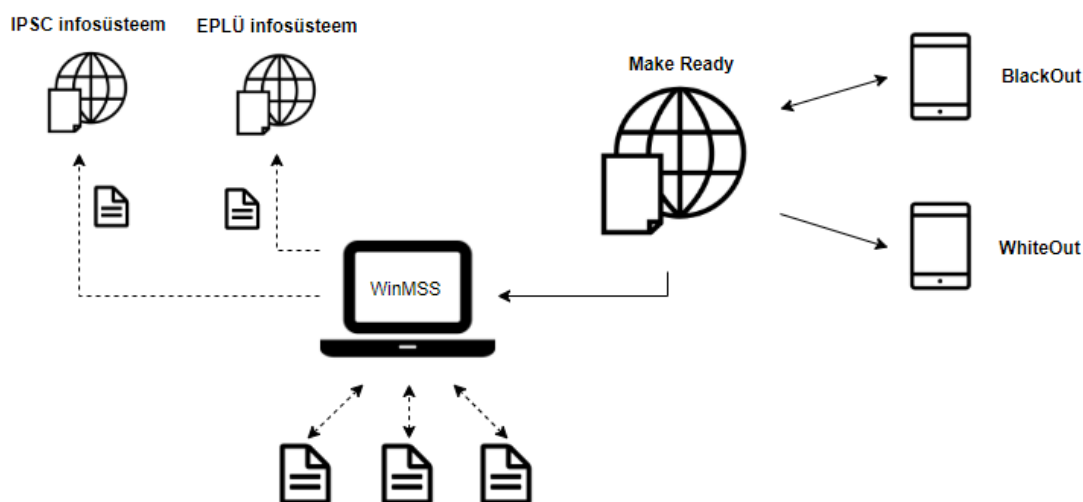 IPSC infosüsteem
EPLÜ infosüsteem
Make Ready
BlackOut
WhiteOut
WinMSS